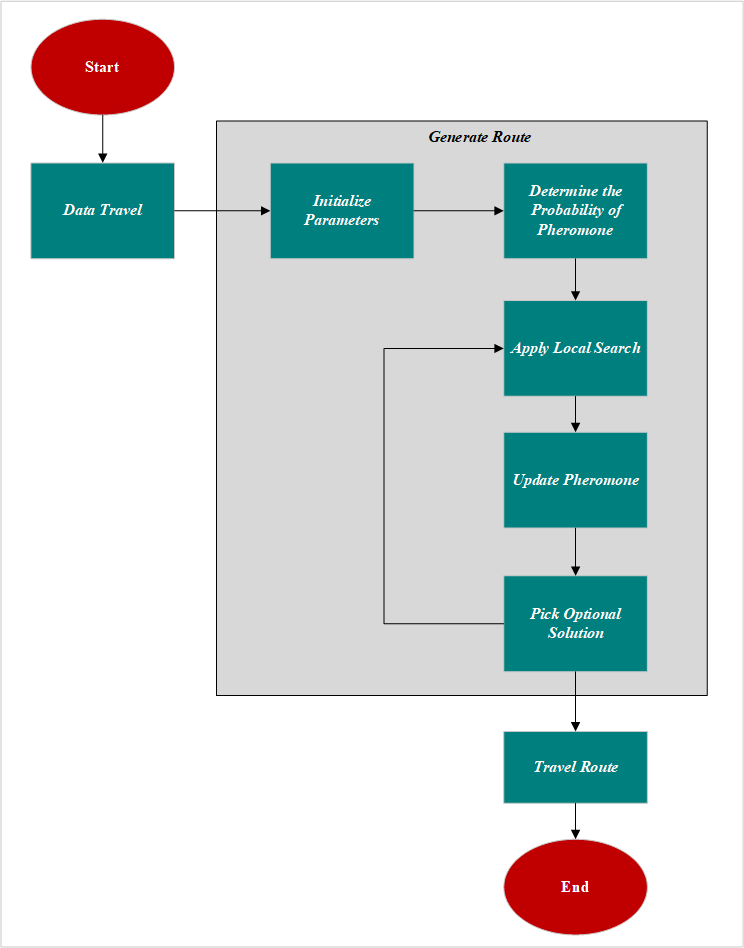 Start
Generate Route
Data Travel
Initialize
Parameters
Determine the
Probability of
Pheromone
Apply Local Search
Update Pheromone
Pick Optional
Solution
Travel Route
End